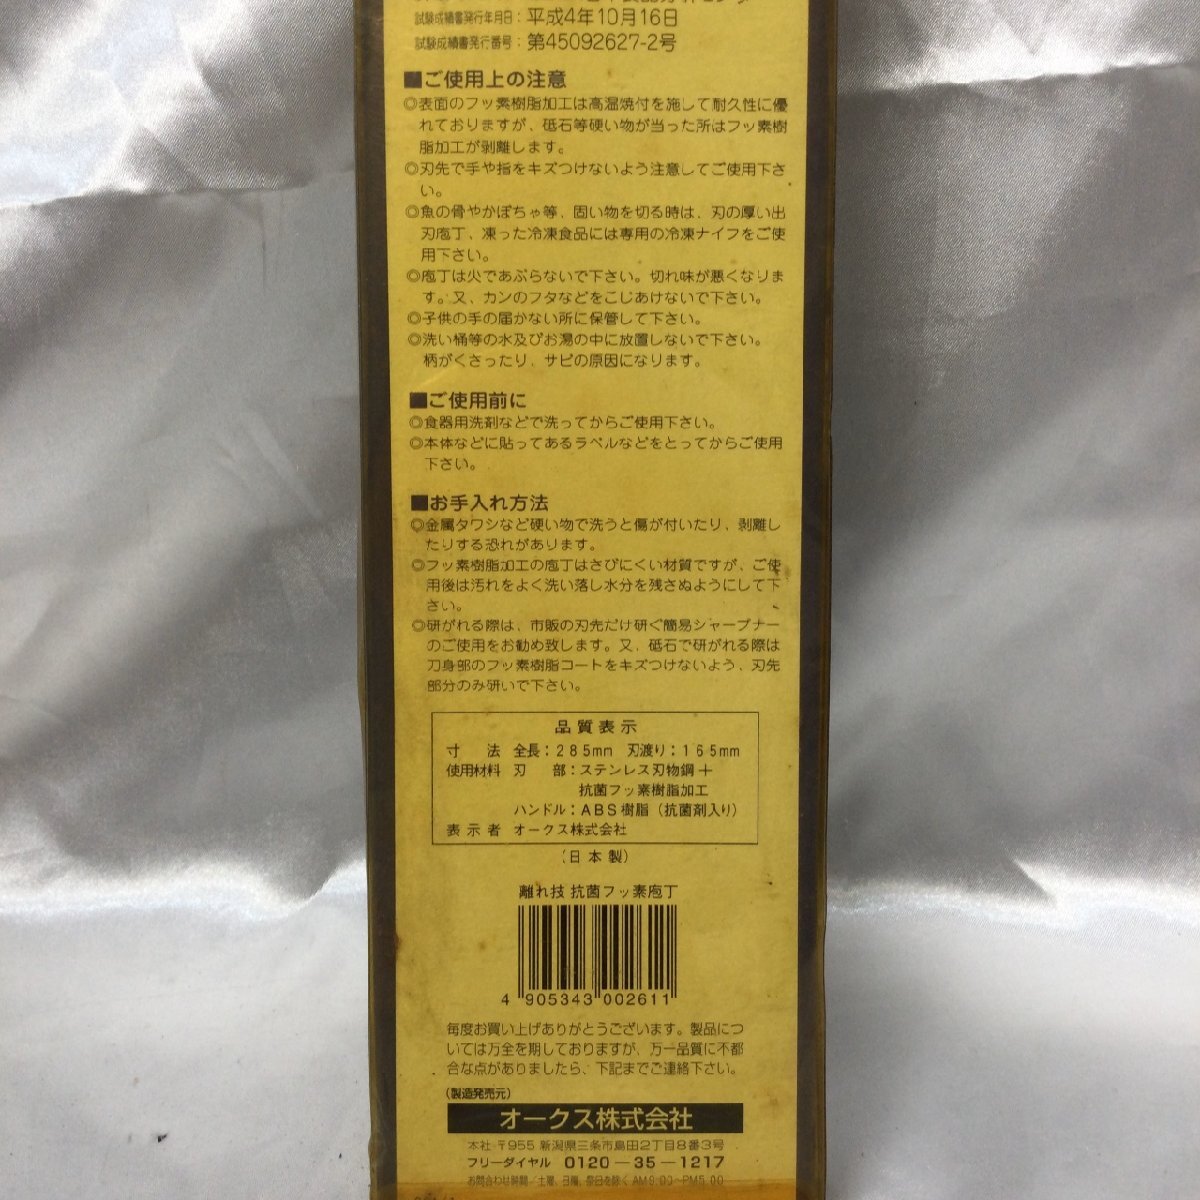 試験成績書発行年月日：平成4年10月16日
試験成績書発行番号：第45092627-2号
■ご使用上の注意
◎表面のフッ素樹脂加工は高温焼付を施して耐久性に優
れておりますが、砥石等硬い物が当った所はフッ素樹
脂加工が剥離します。
◎刃先で手や指をキズつけないよう注意してご使用下さ
い。
◎魚の骨やかぼちゃ等、固い物を切る時は、刃の厚い出
刃庖丁、凍った冷凍食品には専用の冷凍ナイフをご使
用下さい。
◎庖丁は火であぶらないで下さい。切れ味が悪くなりま
す。又、カンのフタなどをこじあけないで下さい。
◎子供の手の届かない所に保管して下さい。
◎洗い桶等の水及びお湯の中に放置しないで下さい。
柄がくさったり、サビの原因になります。
■ご使用前に
◎食器用洗剤などで洗ってからご使用下さい。
◎本体などに貼ってあるラベルなどをとってからご使用
下さい。
■お手入れ方法
◎金属タワシなど硬い物で洗うと傷が付いたり、剥離し
たりする恐れがあります。
◎フッ素樹脂加工の庖丁はさびにくい材質ですが、ご使
用後は汚れをよく洗い落し水分を残さぬようにして下
さい。
◎研がれる際は、市販の刃先だけ研ぐ簡易シャープナー
のご使用をお勧め致します。又、砥石で研がれる際は
刀身部のフッ素樹脂コートをキズつけないよう、刃先
部分のみ研いで下さい。
品質表示
寸法 全長：285mm 刃渡り：165mm
使用材料 刃部：ステンレス刃物鋼＋
抗菌フッ素樹脂加工
ハンドル：ABS樹脂（抗菌剤入り）
表示者 オークス株式会社
（日本製）
離れ技 抗菌フッ素庖丁
4 905343 002611
毎度お買い上げありがとうございます。製品につ
いては万全を期しておりますが、万一品質に不都
合な点がありましたら、下記までご連絡下さい。
（製造発売元）
オークス株式会社
本社 〒955 新潟県三条市島田2丁目8番3号
フリーダイヤル 0120－35－1217
お問合わせ時間／土曜、日曜、祭日を除く AM9:00～PM5:00